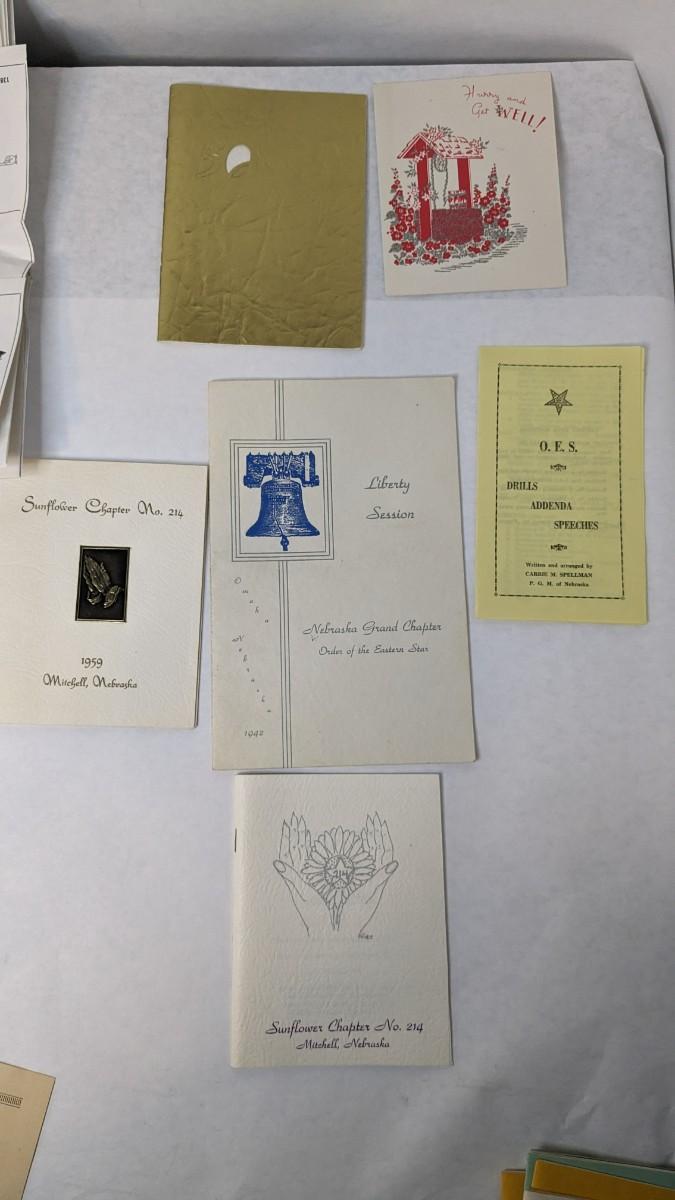 Hurry and
Get WELL!
O. E. S.
DRILLS
ADDENDA
SPEECHES
Written and arranged by
CARRIE M. SPELLMAN
P. G. M. of Nebraska
Liberty
Session
Nebraska Grand Chapter
Order of the Eastern Star
Omaha
Nebraska
1942
Sunflower Chapter No. 214
1959
Mitchell, Nebraska
214
Sunflower Chapter No. 214
Mitchell, Nebraska